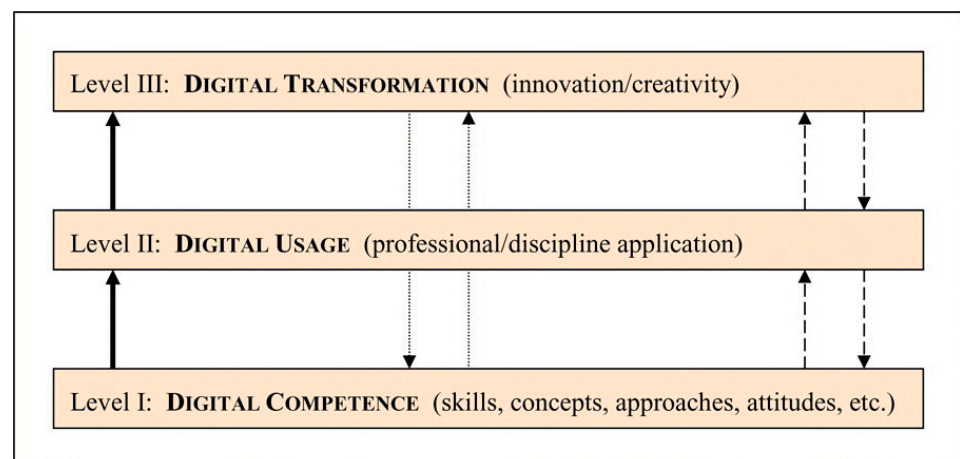 Level III: DIGITAL TRANSFORMATION (innovation/creativity)
Level II: DIGITAL USAGE (professional/discipline application)
Level I: DIGITAL COMPETENCE (skills, concepts, approaches, attitudes, etc.)